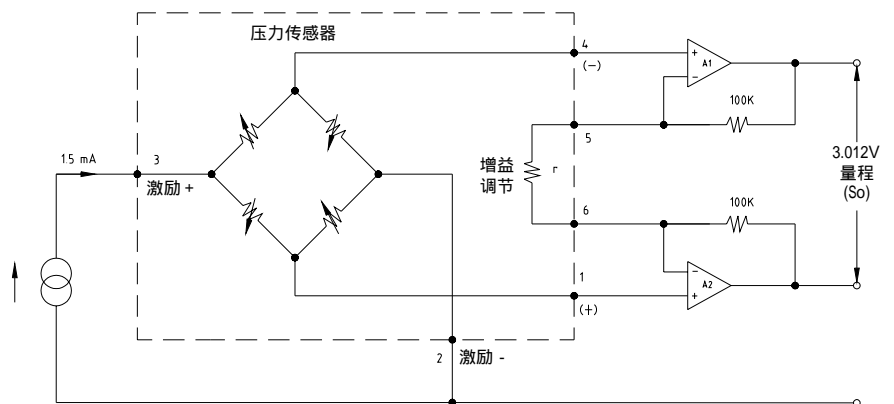 压力传感器
4
(-)
+
A1
-
100K
5
1.5 mA
3
激励 +
增益
调节
r
3.012V
量程
(So)
6
100K
1
(+)
-
A2
+
2
激励 -